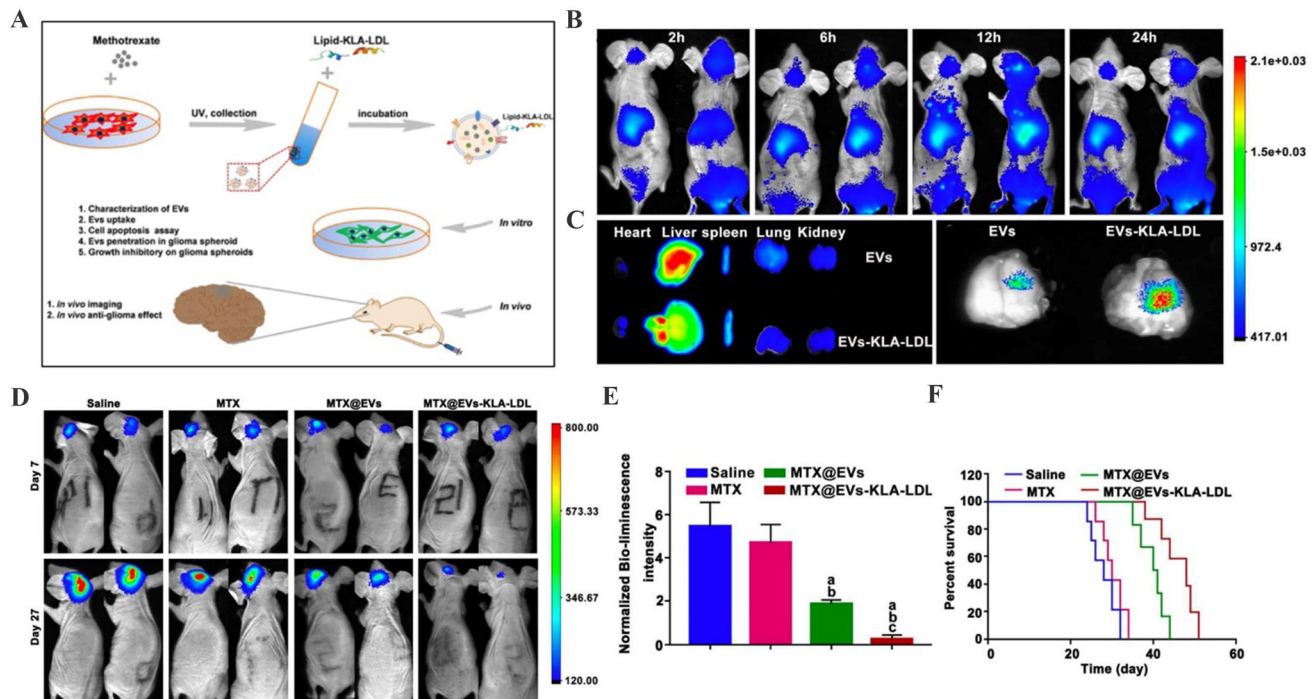 A
Methotrexate
Lipid-KLA-LDL
UV, collection
incubation
Lipid-KLA-LDL
1. Characterization of EVs
2. Evs uptake
3. Cell apoptosis assay
4. Evs penetration in glioma spheroid
5. Growth inhibitory on glioma spheroids
In vitro
1. In vivo imaging
2. In vivo anti-glioma effect
In vivo
B
2h 6h 12h 24h
2.1e+0.03
1.5e+0.03
972.4
417.01
C
Heart Liver spleen Lung Kidney
EVs
EVs-KLA-LDL
EVs EVs-KLA-LDL
D
Saline MTX MTX@EVs MTX@EVs-KLA-LDL
Day 7
Day 27
800.00
573.33
346.67
120.00
E
Normalized Bio-liminescence
intensity
8
6
4
2
0
Saline MTX@EVs
MTX MTX@EVs-KLA-LDL
a
b
a
b
c
F
Saline MTX@EVs
MTX MTX@EVs-KLA-LDL
Percent survival
120
100
80
60
40
20
0
0 20 40 60
Time (day)